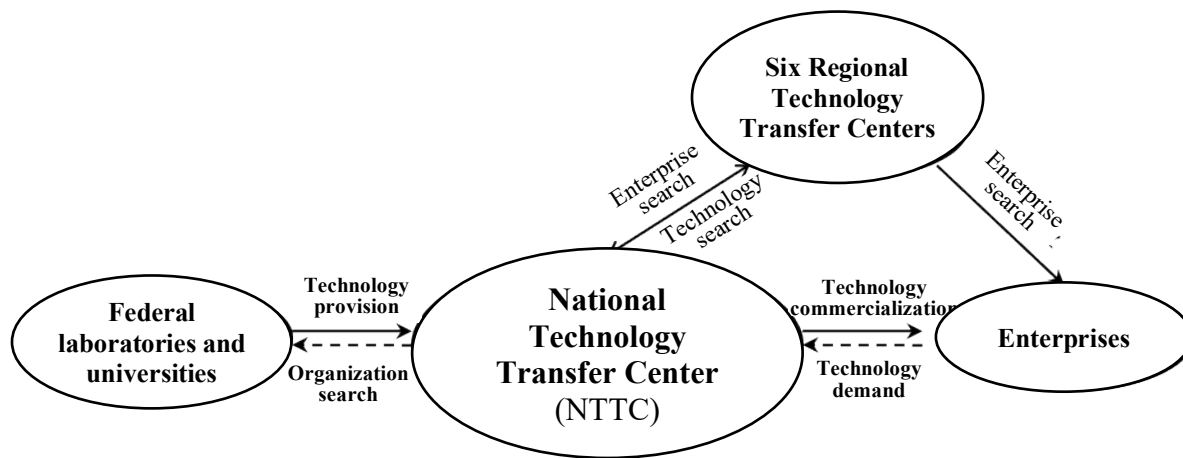 Six Regional
Technology
Transfer Centers
Enterprise
search
Technology
search
Enterprise
search
Federal
laboratories and
universities
Technology
provision
Organization
search
National
Technology
Transfer Center
(NTTC)
Technology
commercialization
Technology
demand
Enterprises